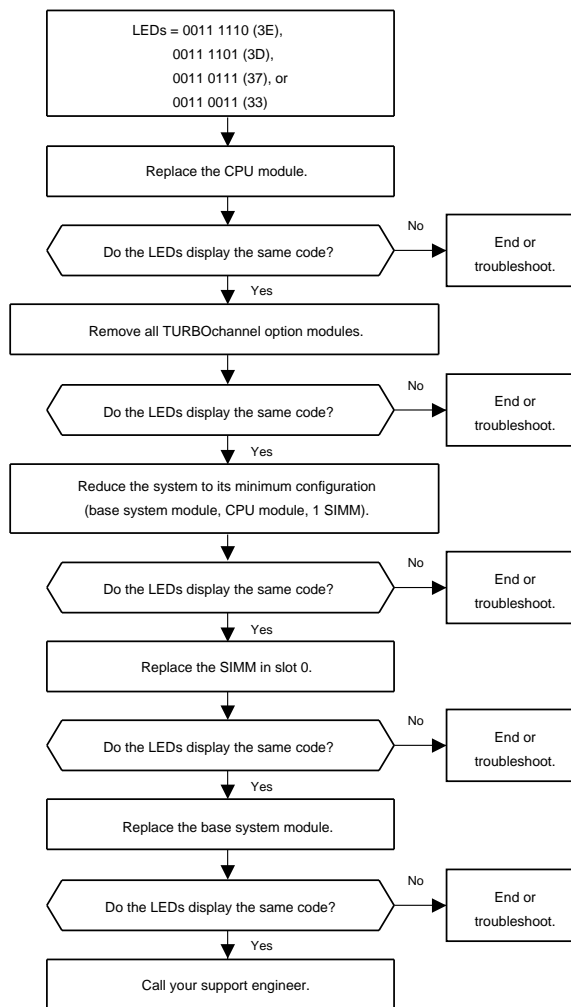 LEDs = 0011 1110 (3E),
0011 1101 (3D),
0011 0111 (37), or
0011 0011 (33)
Replace the CPU module.
Do the LEDs display the same code?
No
End or
troubleshoot.
Yes
Remove all TURBOchannel option modules.
Do the LEDs display the same code?
No
End or
troubleshoot.
Yes
Reduce the system to its minimum configuration
(base system module, CPU module, 1 SIMM).
Do the LEDs display the same code?
No
End or
troubleshoot.
Yes
Replace the SIMM in slot 0.
Do the LEDs display the same code?
No
End or
troubleshoot.
Yes
Replace the base system module.
Do the LEDs display the same code?
No
End or
troubleshoot.
Yes
Call your support engineer.